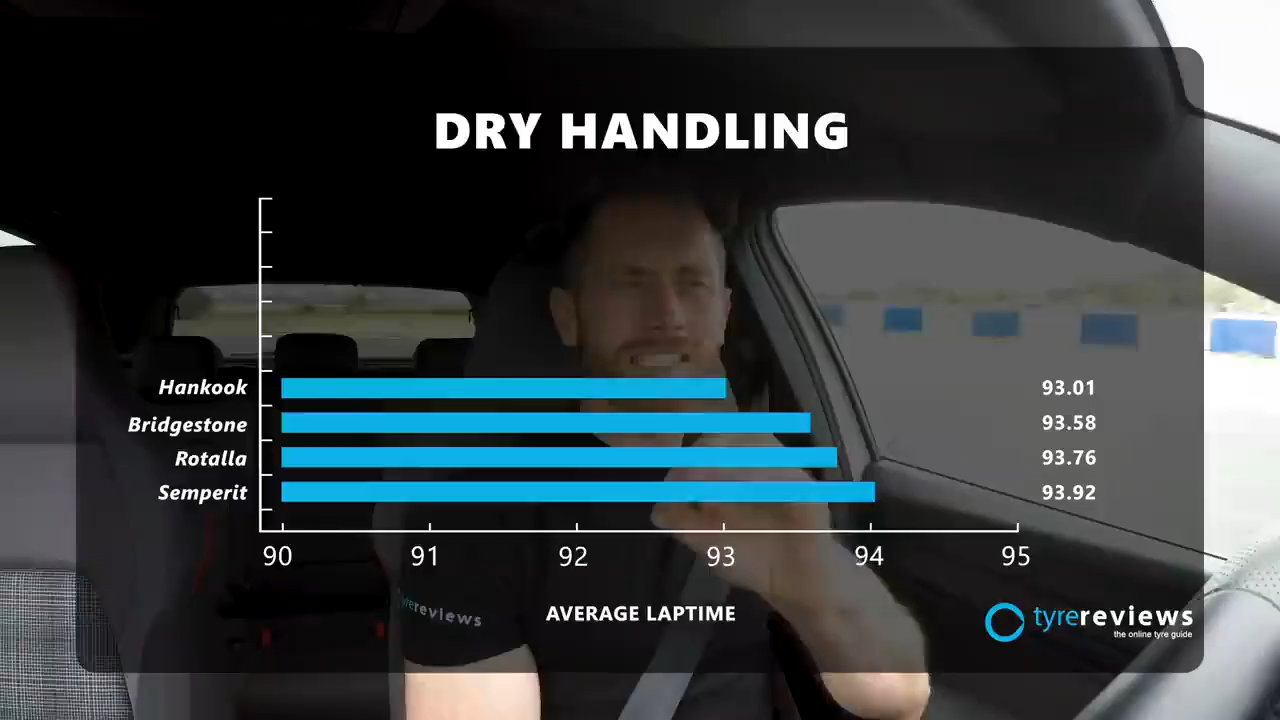 DRY HANDLING
Hankook 93.01
Bridgestone 93.58
Rotalla 93.76
Semperit 93.92
90 91 92 93 94 95
AVERAGE LAPTIME
tyrereviews
the online tyre guide
tyrereviews